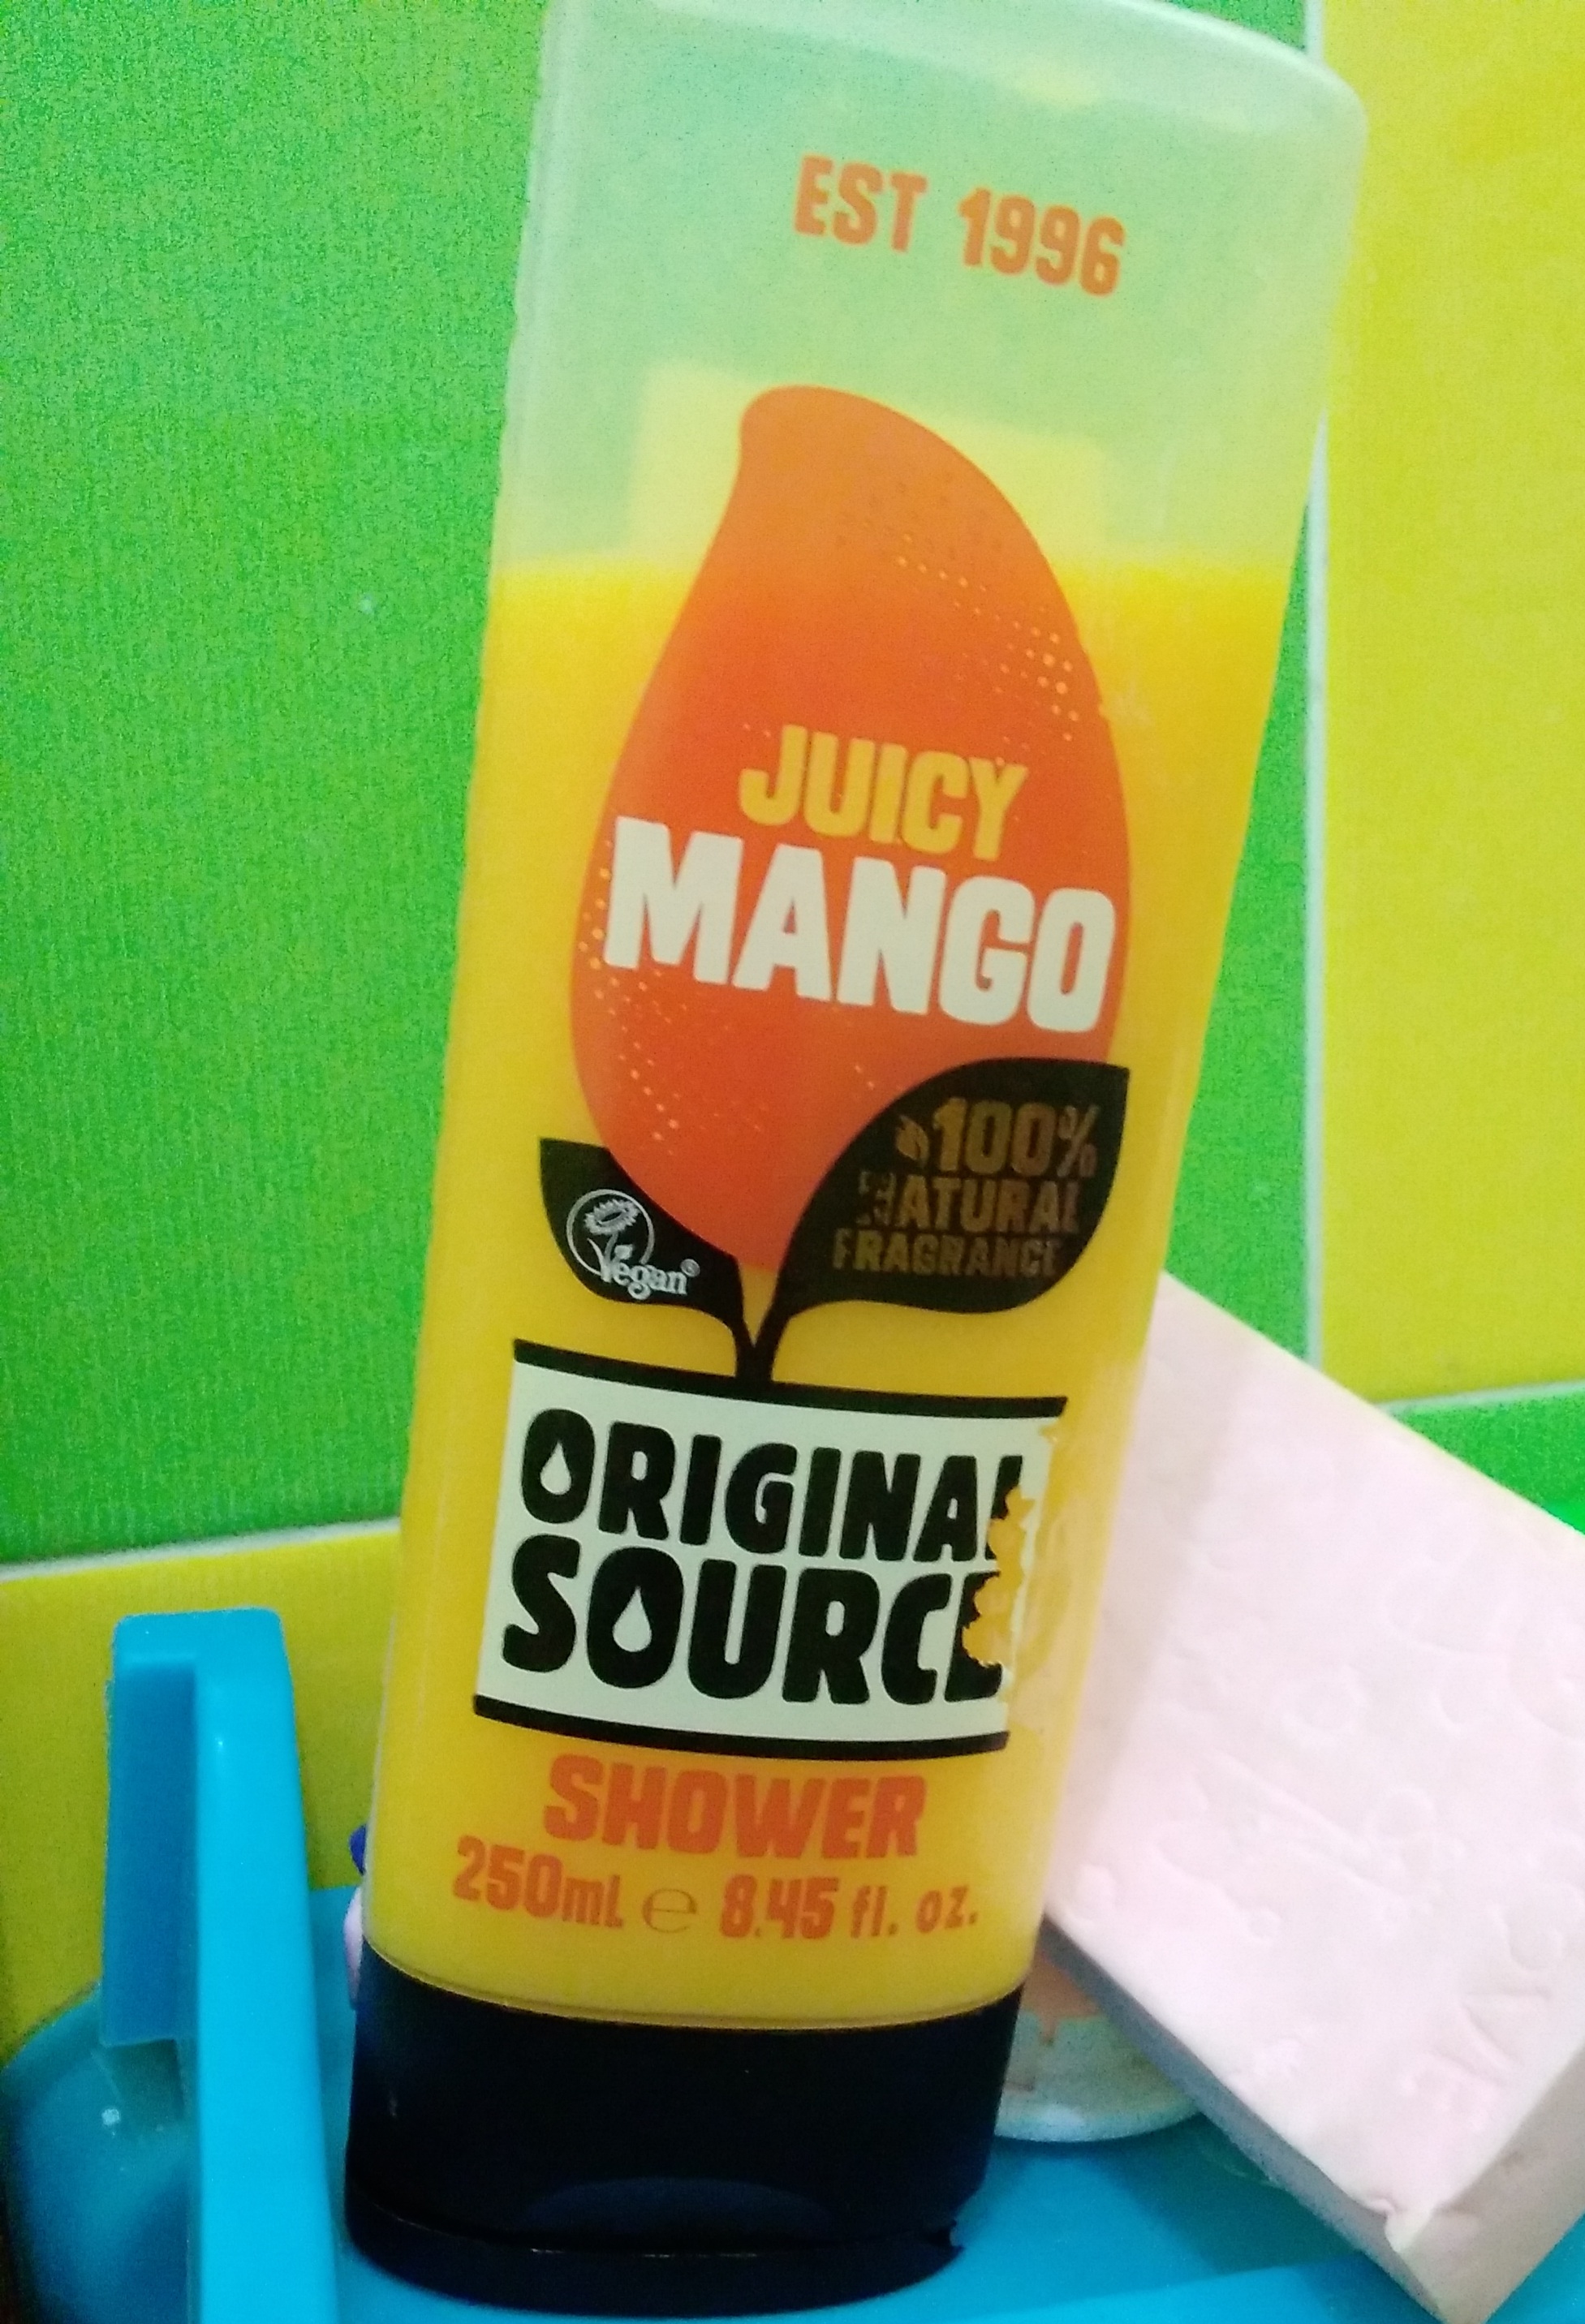 EST 1996
JUICY
MANGO
100%
NATURAL
FRAGRANCE
Vegan®
ORIGINAL
SOURCE
SHOWER
250ml ℮ 8.45 fl. oz.